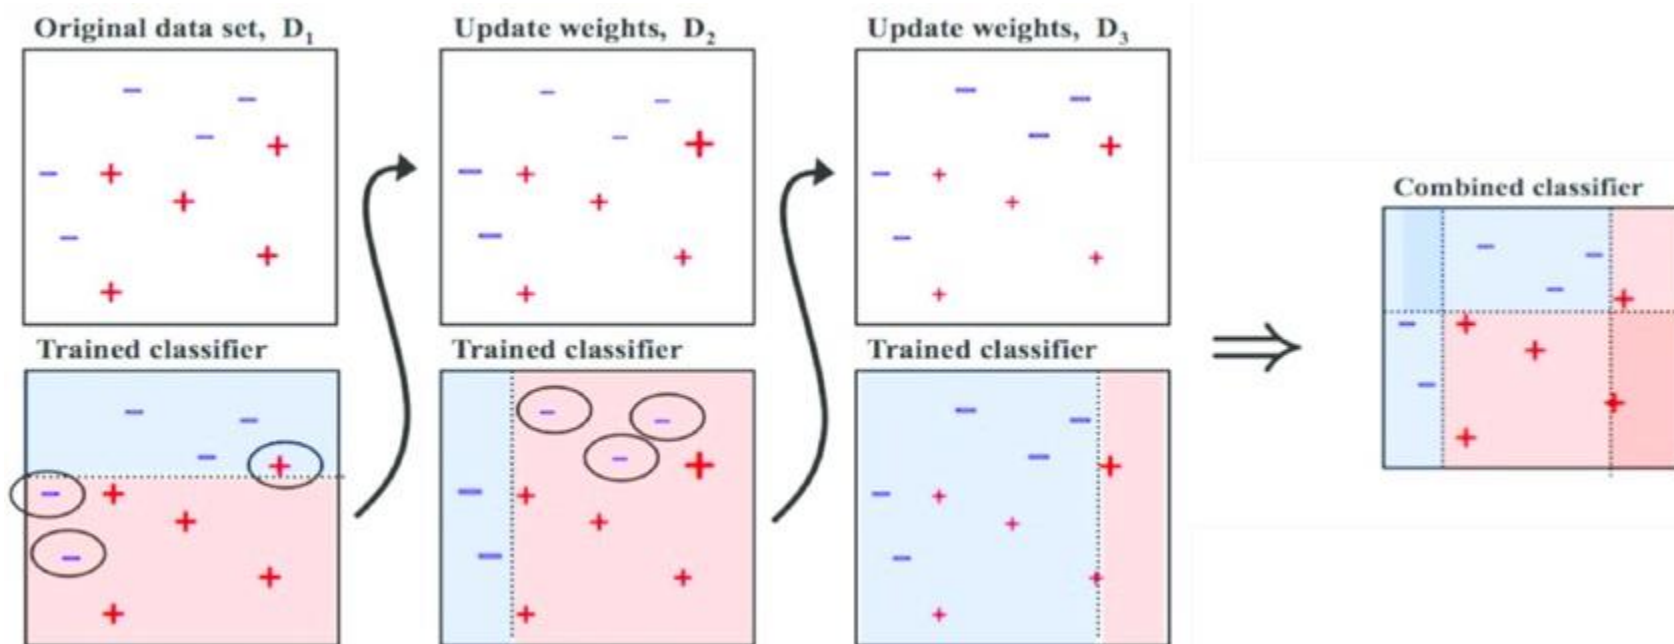 Original data set, D₁
Update weights, D₂
Update weights, D₃
Trained classifier
Trained classifier
Trained classifier
Combined classifier